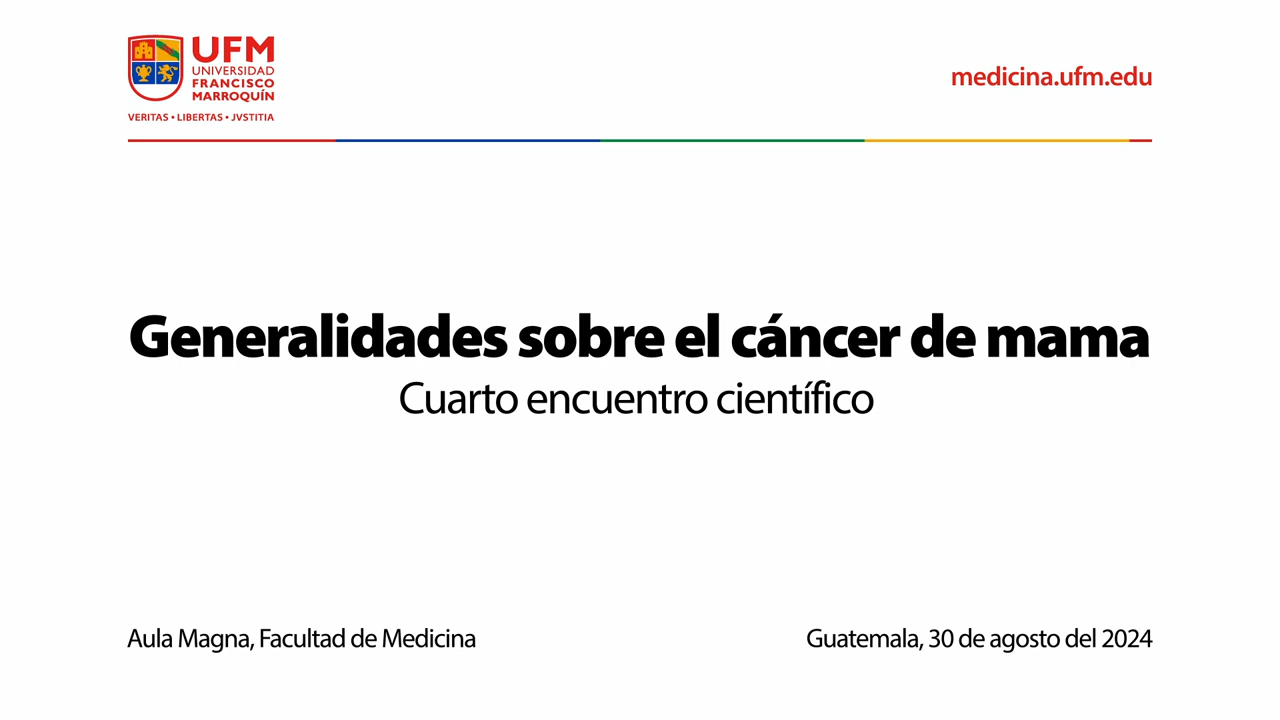 UFM
UNIVERSIDAD
FRANCISCO
MARROQUÍN
VERITAS • LIBERTAS • JVSTITIA
medicina.ufm.edu
Generalidades sobre el cáncer de mama
Cuarto encuentro científico
Aula Magna, Facultad de Medicina
Guatemala, 30 de agosto del 2024